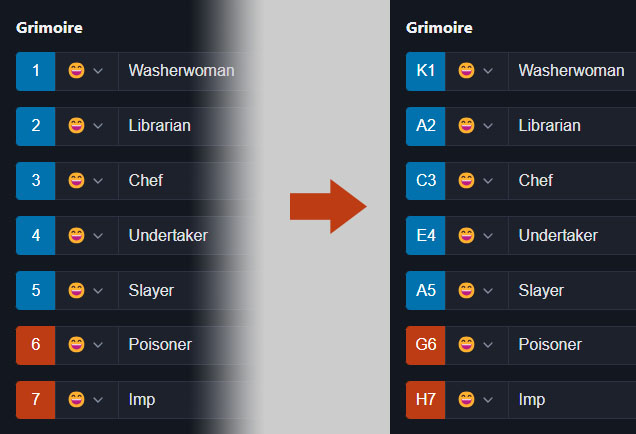 Grimoire
1 Washerwoman
2 Librarian
3 Chef
4 Undertaker
5 Slayer
6 Poisoner
7 Imp
Grimoire
K1 Washerwoman
A2 Librarian
C3 Chef
E4 Undertaker
A5 Slayer
G6 Poisoner
H7 Imp